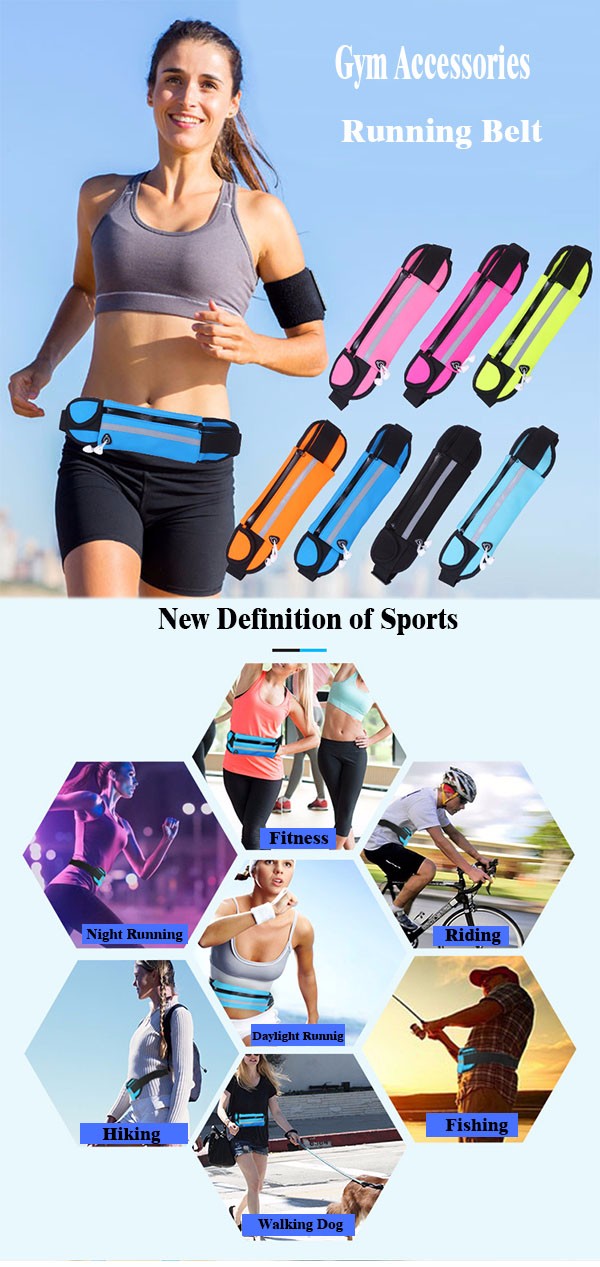 Gym Accessories
Running Belt
New Definition of Sports
Fitness
Night Running
Riding
Daylight Runnig
Hiking
Fishing
Walking Dog